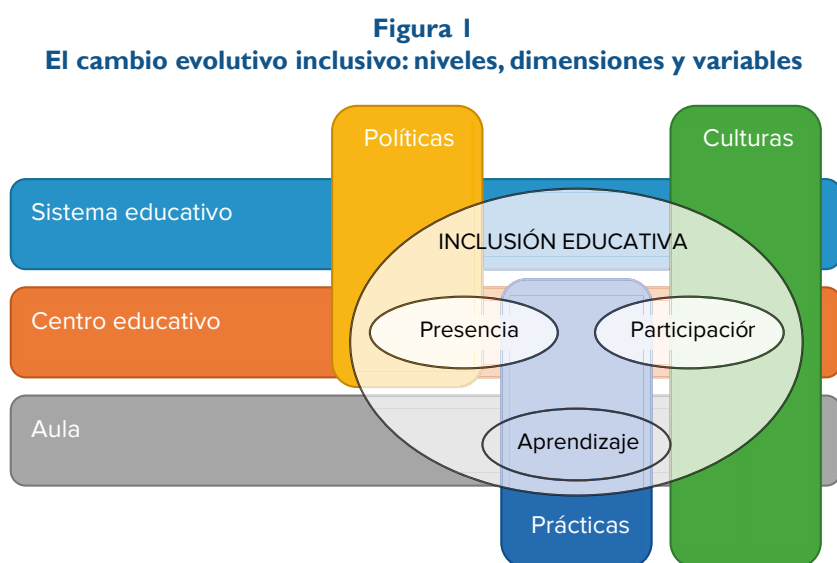 Figura 1
El cambio evolutivo inclusivo: niveles, dimensiones y variables
Políticas
Culturas
Sistema educativo
INCLUSIÓN EDUCATIVA
Centro educativo
Presencia
Participaciór
Aula
Aprendizaje
Prácticas